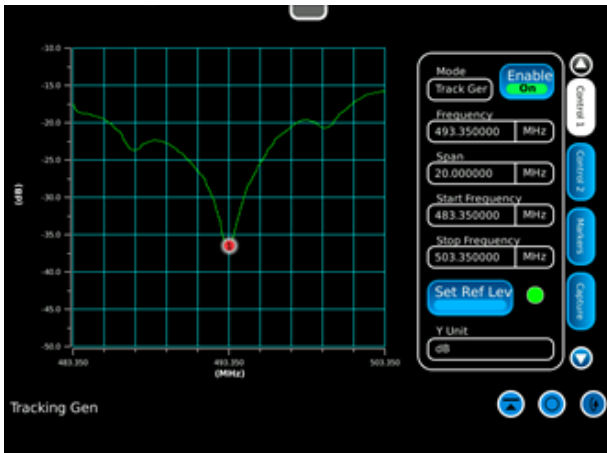 -10.0
-15.0
-20.0
-25.0
-30.0
-35.0
-40.0
-45.0
-50.0
(dB)
483.350
493.350
503.350
(MHz)
1
Mode
Track Ger
Enable
On
Frequency
493.350000 MHz
Span
20.000000 MHz
Start Frequency
483.350000 MHz
Stop Frequency
503.350000 MHz
Set Ref Lev
Y Unit
dB
Control 1
Control 2
Markers
Capture
Tracking Gen